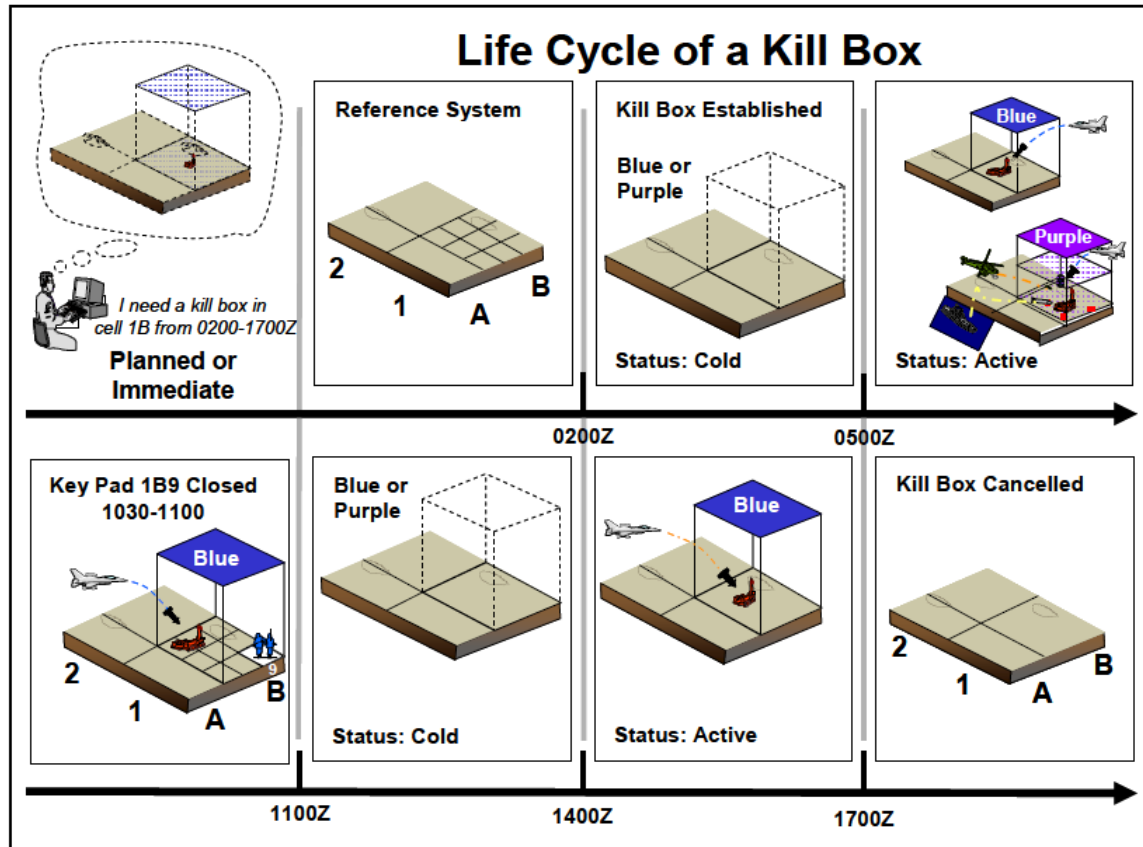 Life Cycle of a Kill Box
I need a kill box in
cell 1B from 0200-1700Z
Planned or
Immediate
Reference System
2
1
A
B
Kill Box Established
Blue or
Purple
Status: Cold
Blue
Purple
Status: Active
0200Z
0500Z
Key Pad 1B9 Closed
1030-1100
Blue
9
2
1
A
B
Blue or
Purple
Status: Cold
Blue
Status: Active
Kill Box Cancelled
2
1
A
B
1100Z
1400Z
1700Z